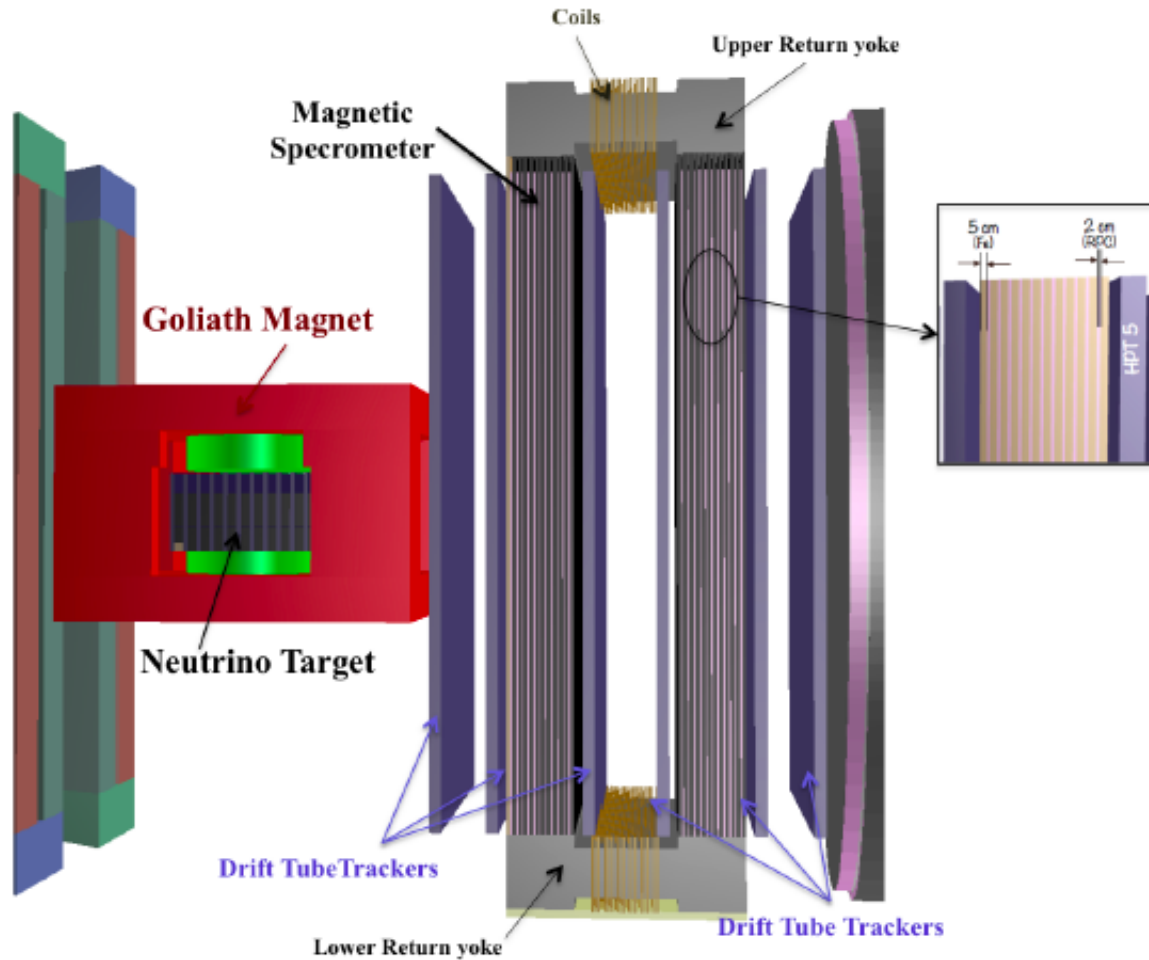 Coils
Upper Return yoke
Magnetic
Specrometer
5 cm
(Fe)
2 cm
(RPC)
HPT 5
Goliath Magnet
Neutrino Target
Drift TubeTrackers
Drift Tube Trackers
Lower Return yoke